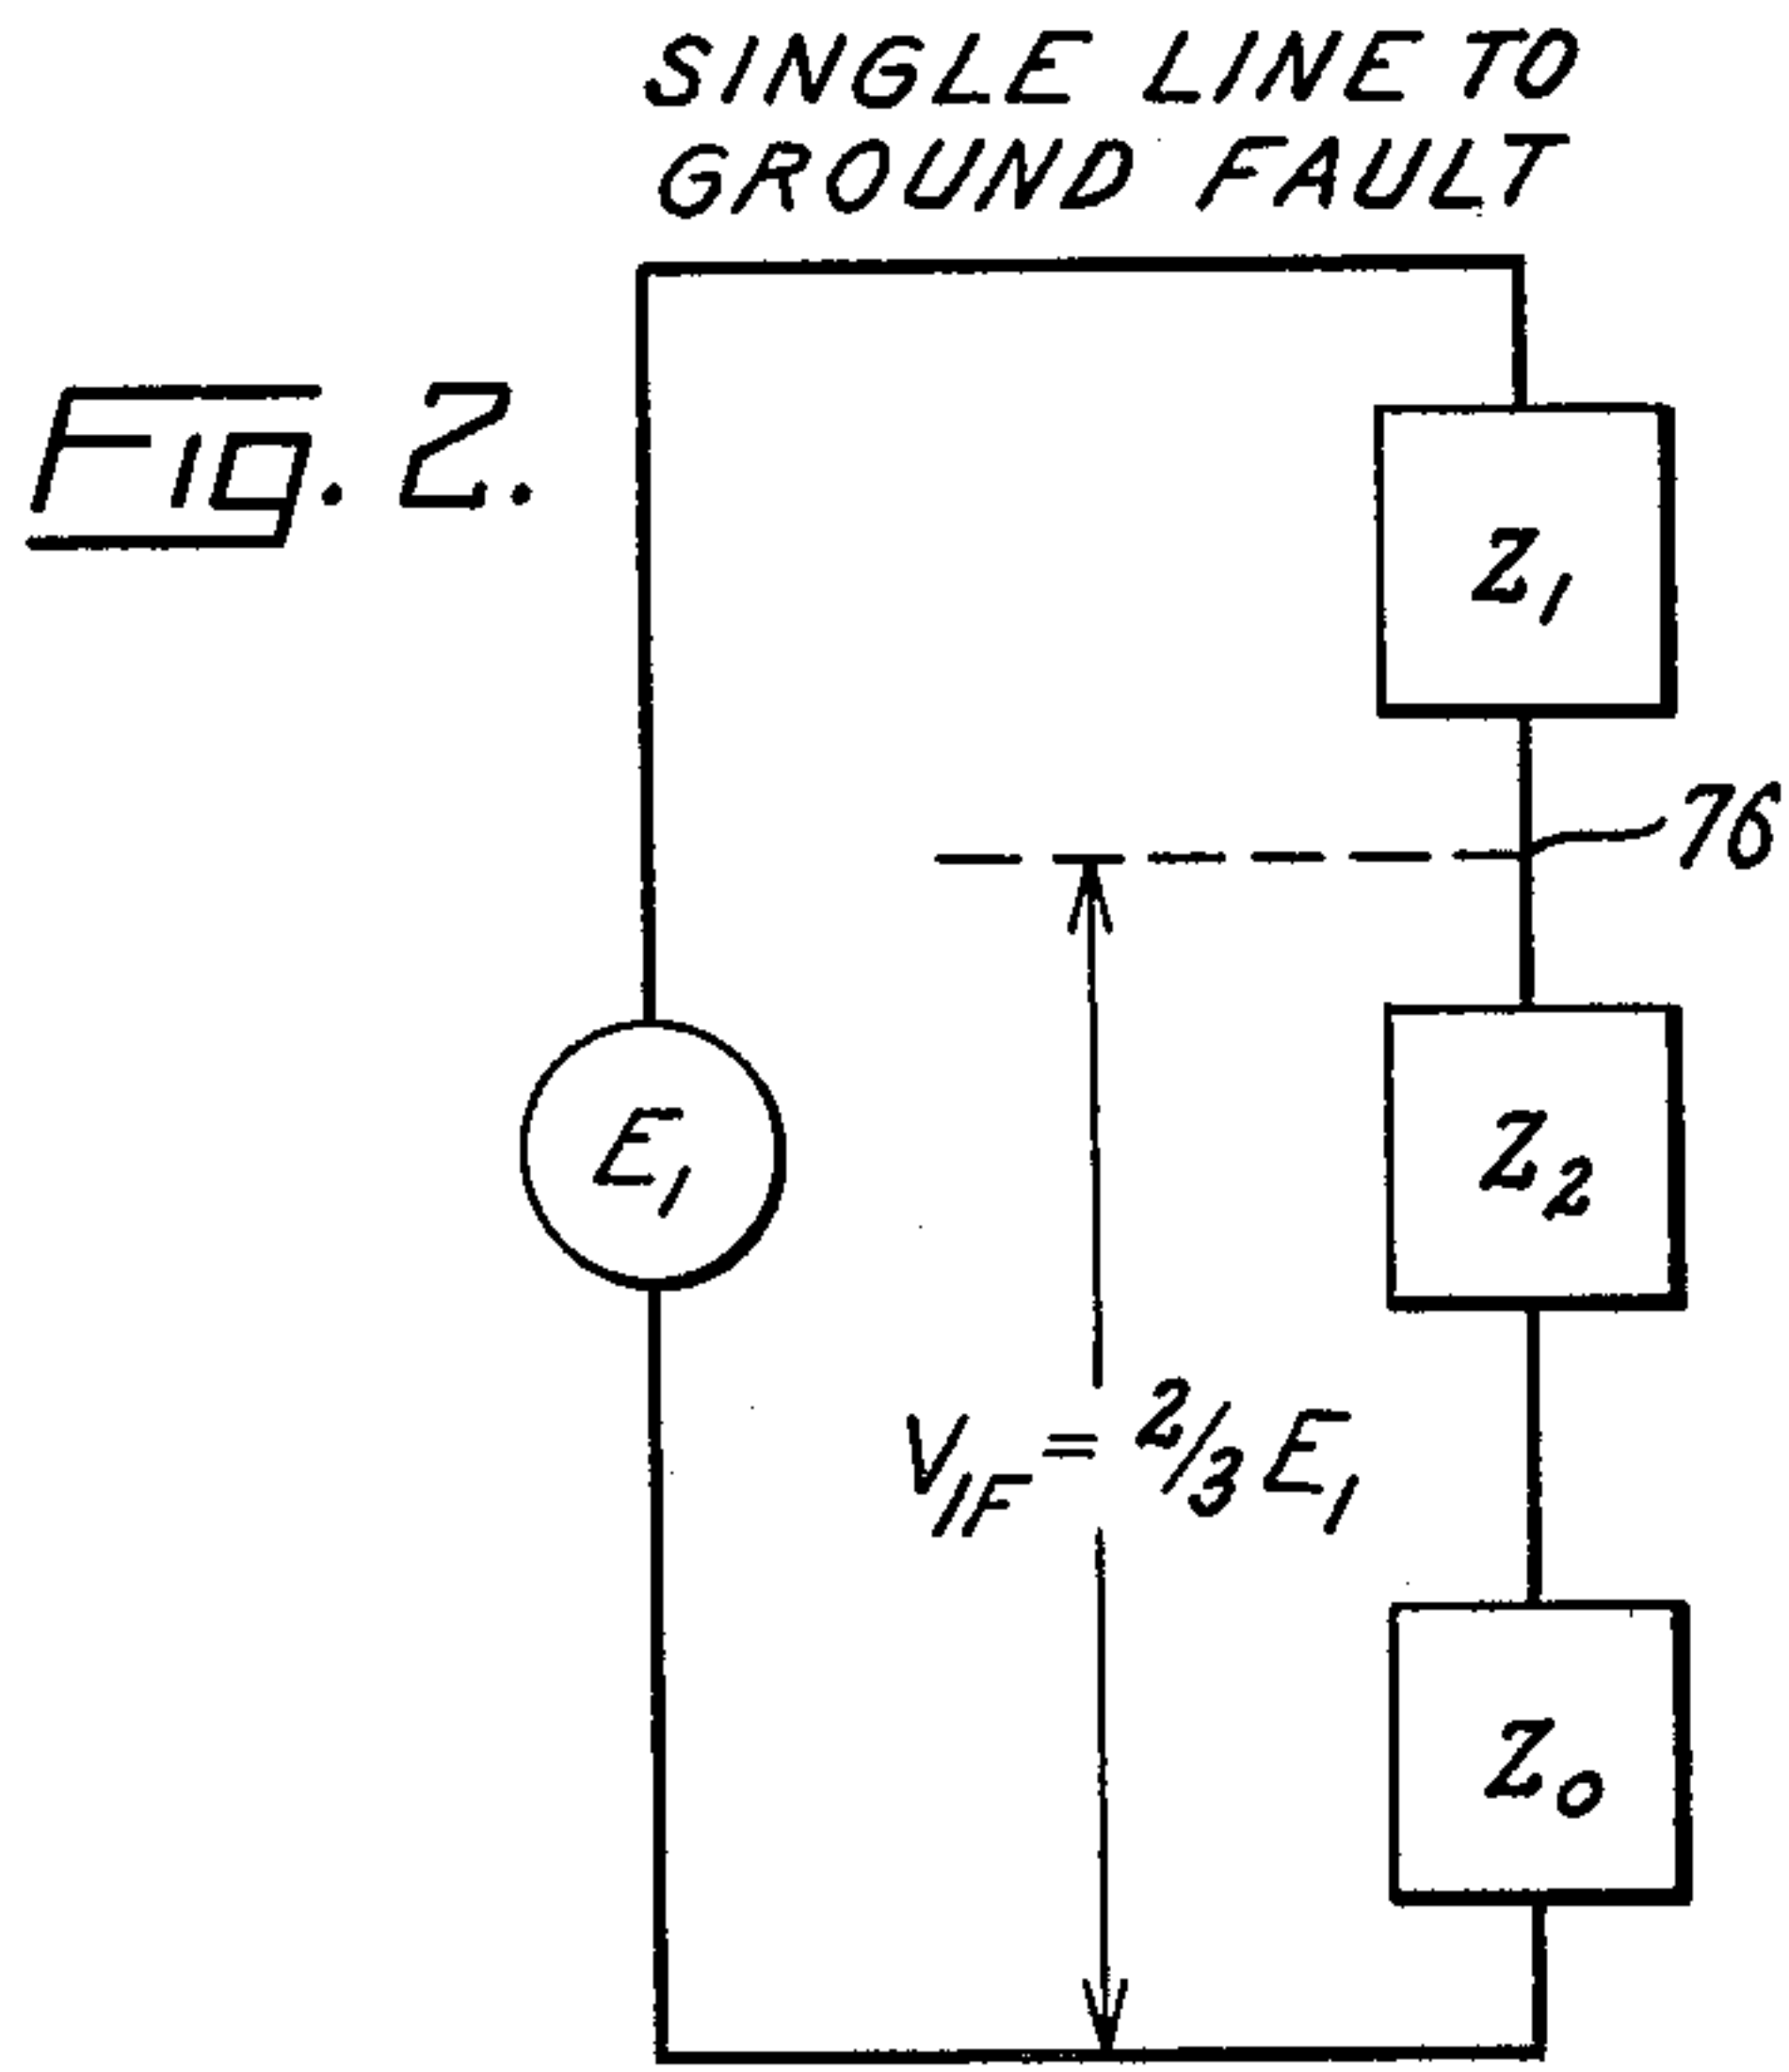 SINGLE LINE TO
GROUND FAULT
Fig. 2.
Z₁
76
E₁
Z₂
V₁F = 2/3 E₁
Z₀